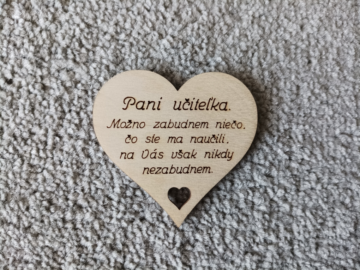 Pani učiteľka.
Možno zabudnem niečo,
čo ste ma naučili,
na Vás však nikdy
nezabudnem.